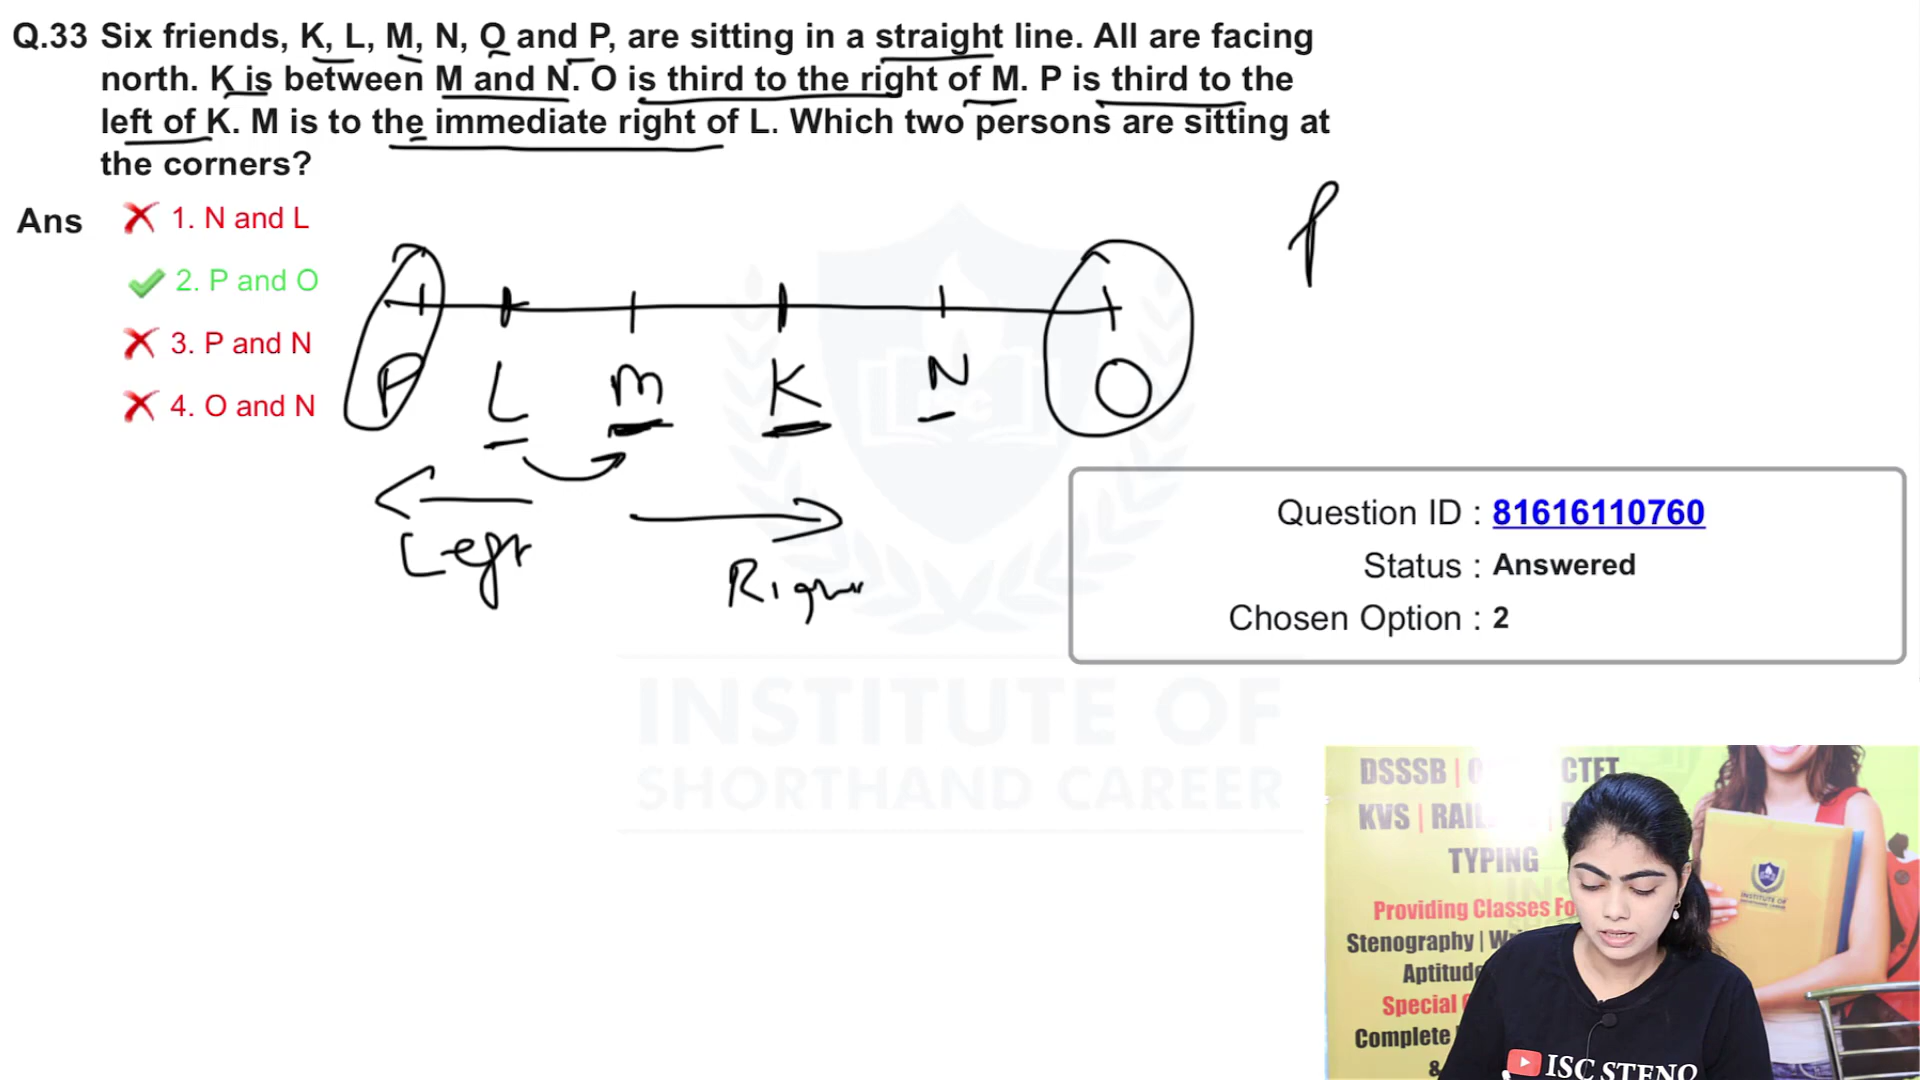 Q.33 Six friends, K, L, M, N, O and P, are sitting in a straight line. All are facing
north. K is between M and N. O is third to the right of M. P is third to the
left of K. M is to the immediate right of L. Which two persons are sitting at
the corners?
Ans 1. N and L
2. P and O
3. P and N
4. O and N
P
P L M K N O
Left
Right
Question ID : 81616110760
Status : Answered
Chosen Option : 2
INSTITUTE OF
SHORTHAND CAREER
DSSSB | CTET
KVS | RAIL
TYPING
Providing Classes Fo
Stenography |
Aptitude
Special
Complete
&
INSTITUTE OF
ISC STENO